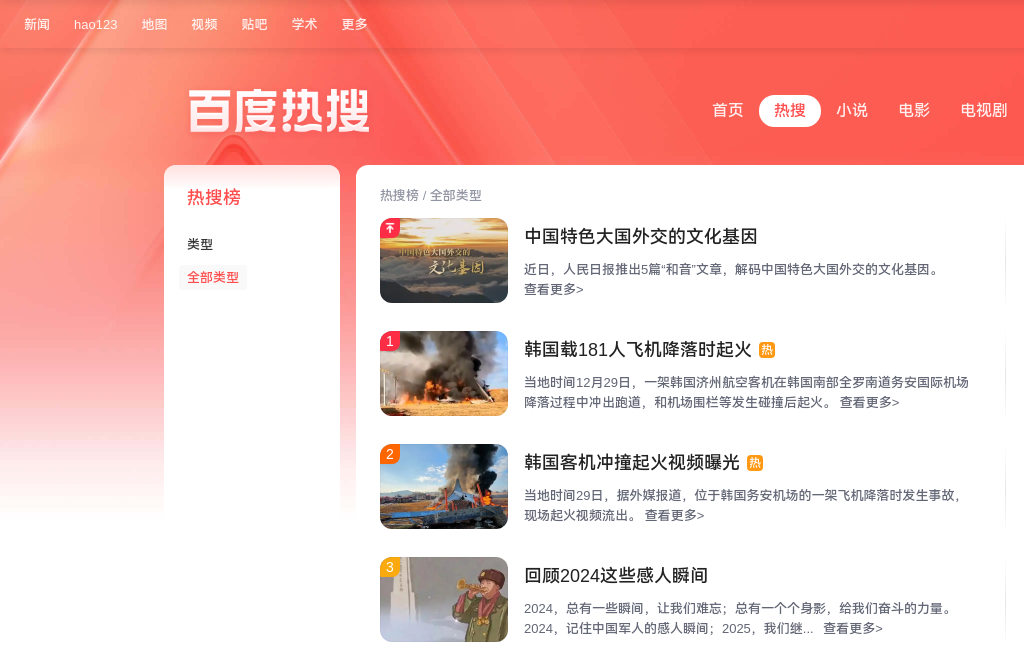 新闻 hao123 地图 视频 贴吧 学术 更多
百度热搜
首页 热搜 小说 电影 电视剧
热搜榜
类型
全部类型
热搜榜 / 全部类型
中国特色大国外交的
文化基因
中国特色大国外交的文化基因
近日，人民日报推出5篇“和音”文章，解码中国特色大国外交的文化基因。
查看更多>
1
韩国载181人飞机降落时起火 热
当地时间12月29日，一架韩国济州航空客机在韩国南部全罗南道务安国际机场
降落过程中冲出跑道，和机场围栏等发生碰撞后起火。 查看更多>
2
韩国客机冲撞起火视频曝光 热
当地时间29日，据外媒报道，位于韩国务安机场的一架飞机降落时发生事故，
现场起火视频流出。 查看更多>
3
回顾2024这些感人瞬间
2024，总有一些瞬间，让我们难忘；总有一个个身影，给我们奋斗的力量。
2024，记住中国军人的感人瞬间；2025，我们继... 查看更多>